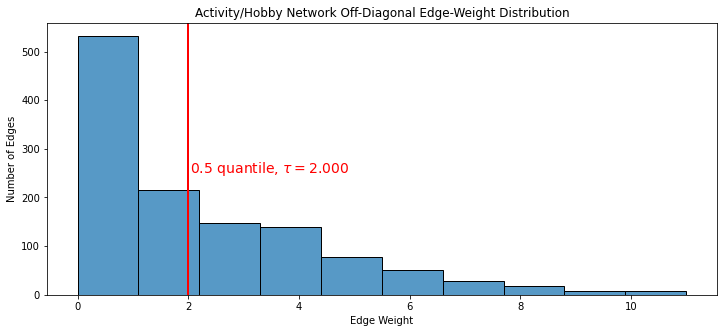 Activity/Hobby Network Off-Diagonal Edge-Weight Distribution
Number of Edges
500
400
300
200
100
0
0.5 quantile, τ = 2.000
0 2 4 6 8 10
Edge Weight